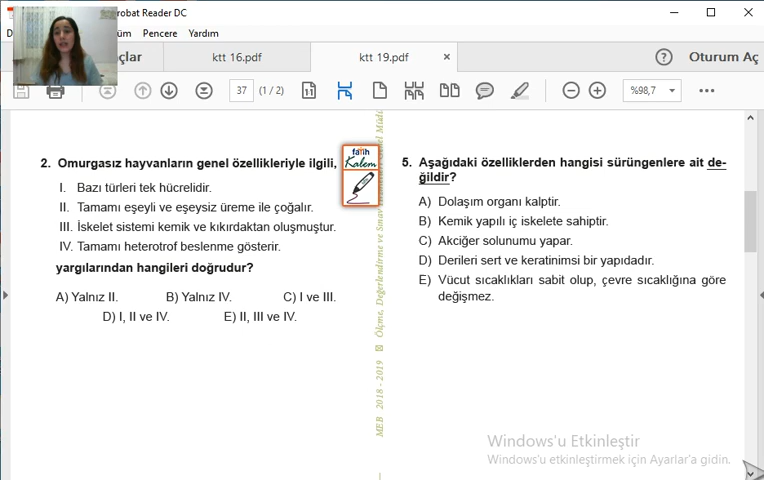 robat Reader DC
üm Pencere Yardım
çlar ktt 16.pdf ktt 19.pdf × ? Oturum Aç
37 (1 / 2) %98,7
fatih
Kalem
2. Omurgasız hayvanların genel özellikleriyle ilgili,
I. Bazı türleri tek hücrelidir.
II. Tamamı eşeyli ve eşeysiz üreme ile çoğalır.
III. İskelet sistemi kemik ve kıkırdaktan oluşmuştur.
IV. Tamamı heterotrof beslenme gösterir.
yargılarından hangileri doğrudur?
A) Yalnız II. B) Yalnız IV. C) I ve III.
D) I, II ve IV. E) II, III ve IV.
MEB 2018 - 2019 Ölçme, Değerlendirme ve Sınav
5. Aşağıdaki özelliklerden hangisi sürüngenlere ait de-
ğildir?
A) Dolaşım organı kalptir.
B) Kemik yapılı iç iskelete sahiptir.
C) Akciğer solunumu yapar.
D) Derileri sert ve keratinimsi bir yapıdadır.
E) Vücut sıcaklıkları sabit olup, çevre sıcaklığına göre
değişmez.
Windows'u Etkinleştir
Windows'u etkinleştirmek için Ayarlar'a gidin.